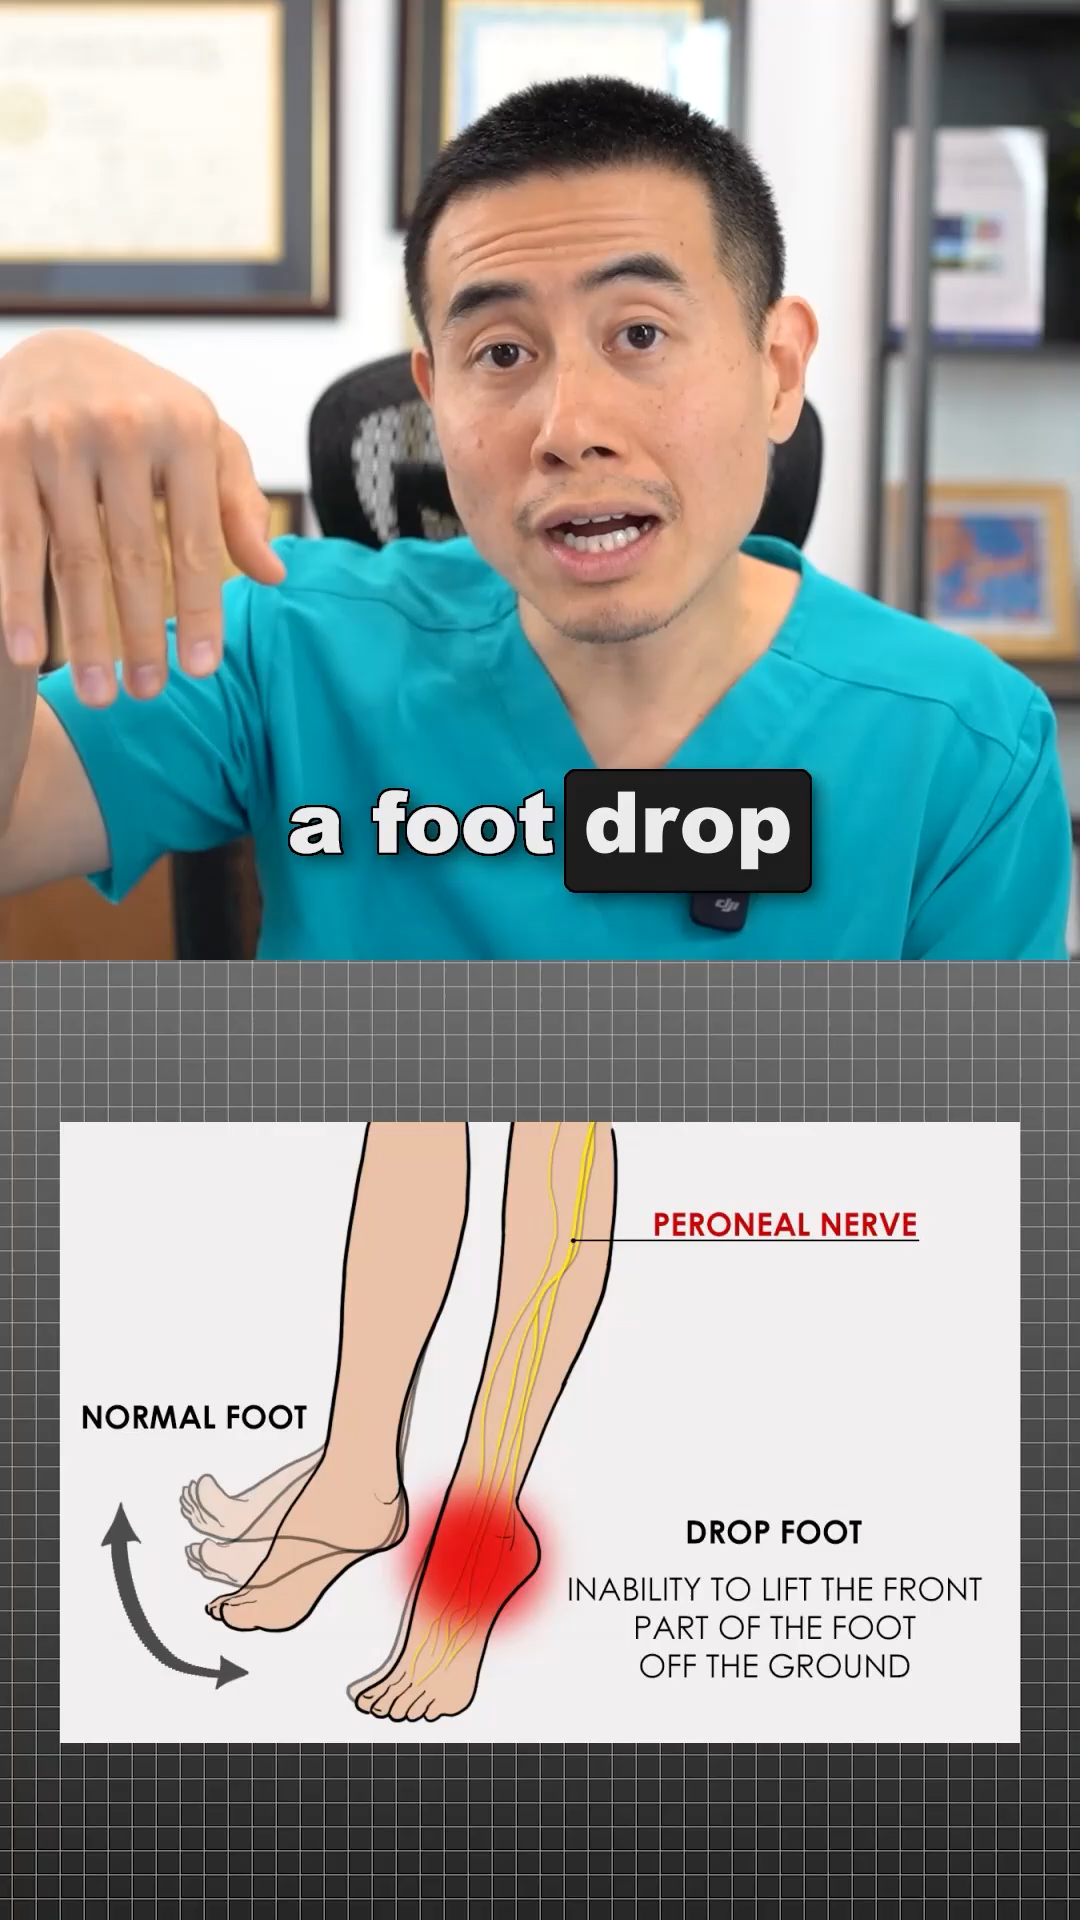 a foot drop
dji
PERONEAL NERVE
NORMAL FOOT
DROP FOOT
INABILITY TO LIFT THE FRONT
PART OF THE FOOT
OFF THE GROUND